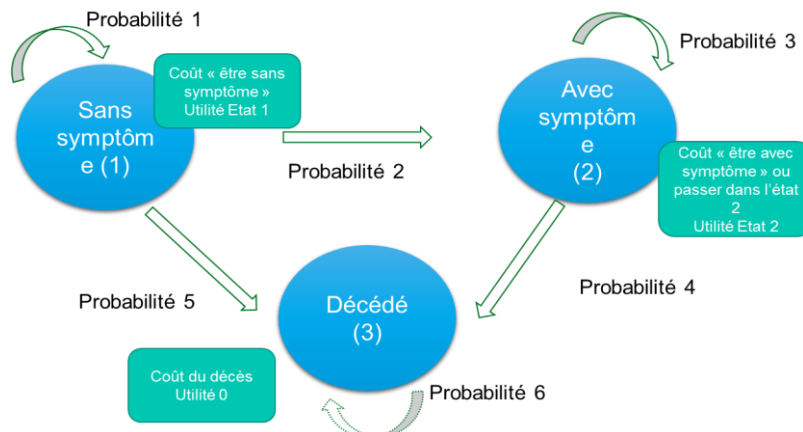 Probabilité 1
Sans
symptôm
e (1)
Coût « être sans
symptôme »
Utilité Etat 1
Probabilité 2
Probabilité 3
Avec
symptôm
e
(2)
Coût « être avec
symptôme » ou
passer dans l'état
2
Utilité Etat 2
Probabilité 5
Décédé
(3)
Probabilité 4
Coût du décès
Utilité 0
Probabilité 6